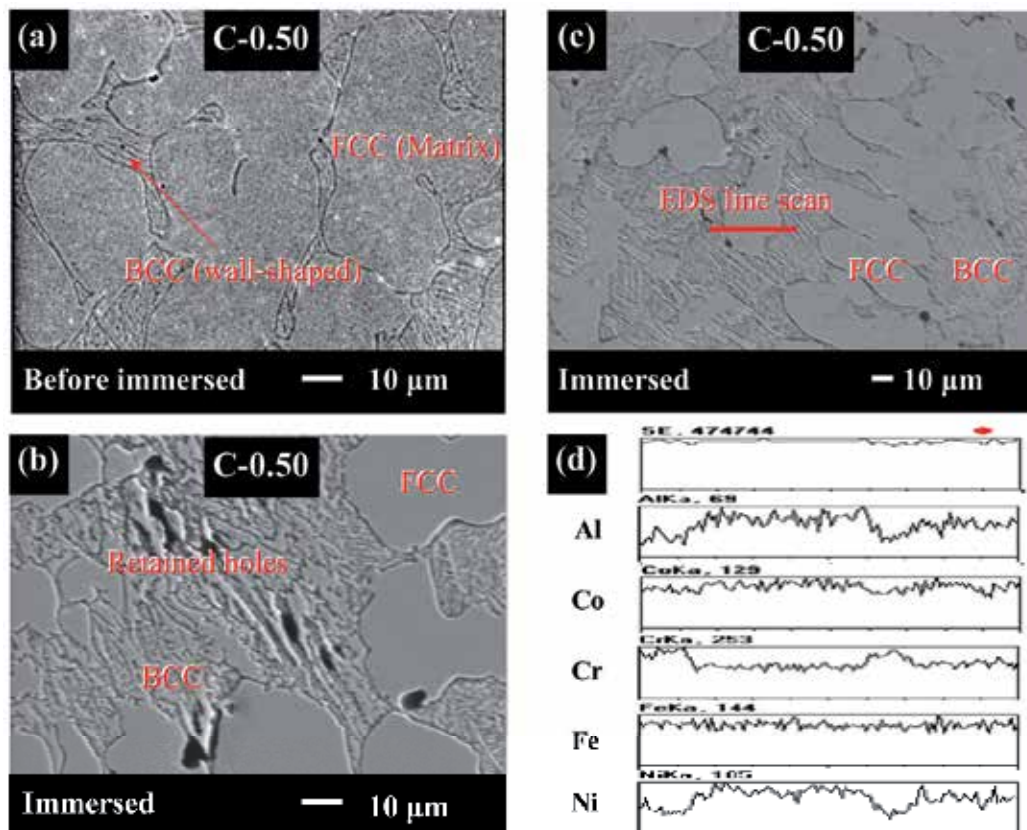 (a)
C-0.50
FCC (Matrix)
BCC (wall-shaped)
Before immersed
10 μm
(c)
C-0.50
EDS line scan
FCC
BCC
Immersed
10 μm
(b)
C-0.50
FCC
Retained holes
BCC
Immersed
10 μm
(d)
SE, 474744
AlKa, 69
Al
CoKa, 129
Co
CrKa, 253
Cr
FeKa, 144
Fe
NiKa, 105
Ni